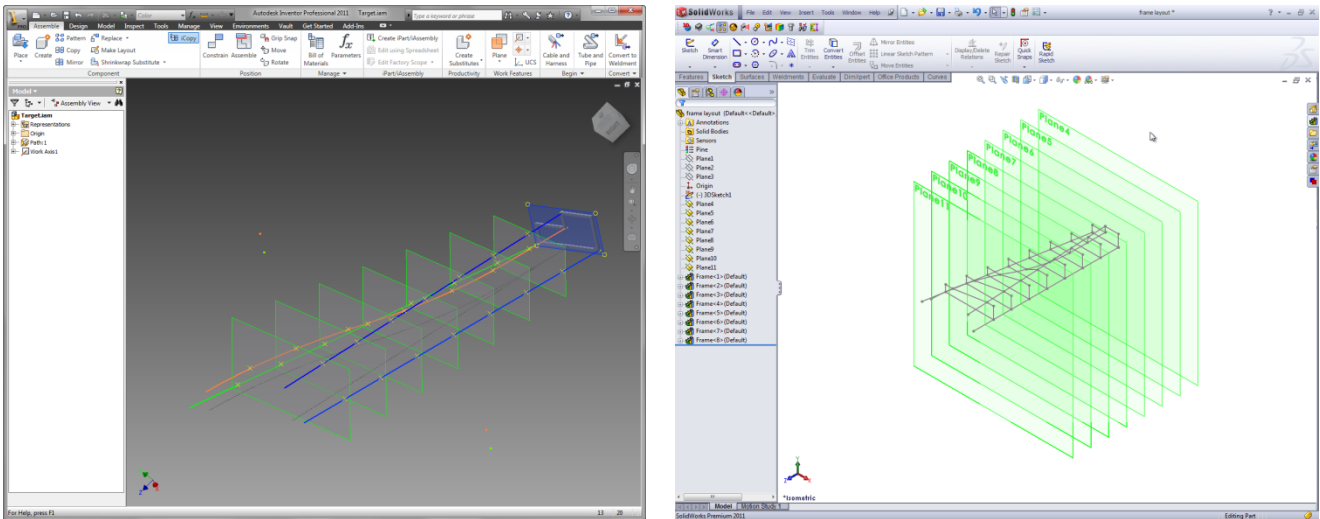 Autodesk Inventor Professional 2011 Target.iam
Type a keyword or phrase
Assemble Design Model Inspect Tools Manage View Environments Vault Get Started Add-Ins
Place
Create
Pattern
Copy
Mirror
Replace
Make Layout
Shrinkwrap Substitute
iCopy
Constrain
Assemble
Grip Snap
Move
Rotate
Bill of Materials
Parameters
Create iPart/iAssembly
Edit using Spreadsheet
Edit Factory Scope
Create Substitutes
Plane
UCS
Cable and Harness
Tube and Pipe
Convert to Weldment
Component Position Manage iPart/Assembly Productivity Work Features Begin Convert
Model
Assembly View
Target.iam
Representations
Origin
Path:1
Work Axis1
For Help, press F1
13 20
SolidWorks File Edit View Insert Tools Window Help
frame layout *
Sketch
Smart Dimension
Trim Entities
Convert Entities
Offset Entities
Mirror Entities
Linear Sketch Pattern
Move Entities
Display/Delete Relations
Repair Sketch
Quick Snaps
Rapid Sketch
Features Sketch Surfaces Weldments Evaluate DimXpert Office Products Curves
frame layout (Default<<Default>
Annotations
Solid Bodies
Sensors
Pine
Plane1
Plane2
Plane3
Origin
(-) 3DSketch1
Plane4
Plane5
Plane6
Plane7
Plane8
Plane9
Plane10
Plane11
Frame<1>(Default)
Frame<2>(Default)
Frame<3>(Default)
Frame<4>(Default)
Frame<5>(Default)
Frame<6>(Default)
Frame<7>(Default)
Frame<8>(Default)
Plane4
Plane5
Plane6
Plane7
Plane8
Plane9
Plane10
Plane11
*Isometric
Model Motion Study 1
SolidWorks Premium 2011
Editing Part